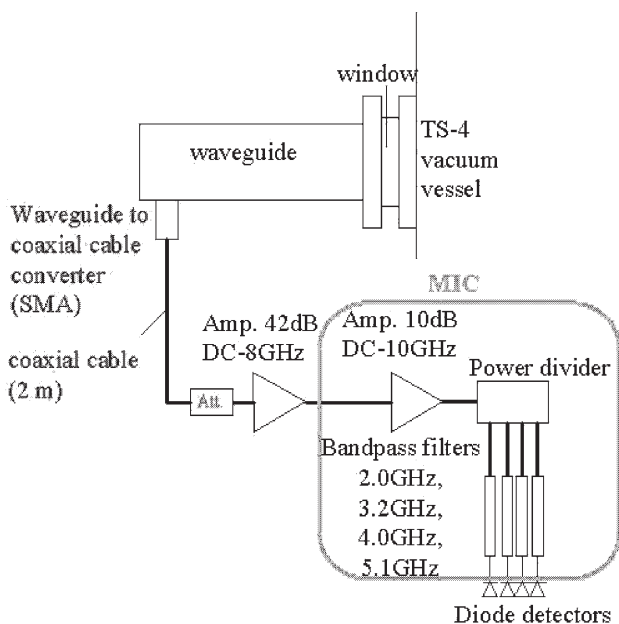 window
TS-4
vacuum
vessel
waveguide
Waveguide to
coaxial cable
converter
(SMA)
coaxial cable
(2 m)
Att.
Amp. 42dB
DC-8GHz
MIC
Amp. 10dB
DC-10GHz
Power divider
Bandpass filters
2.0GHz,
3.2GHz,
4.0GHz,
5.1GHz
Diode detectors